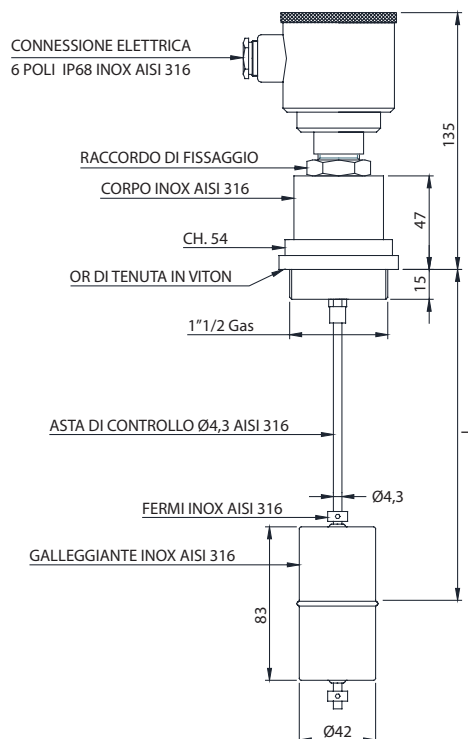 CONNESSIONE ELETTRICA
6 POLI IP68 INOX AISI 316
135
RACCORDO DI FISSAGGIO
CORPO INOX AISI 316
47
CH. 54
OR DI TENUTA IN VITON
15
1"1/2 Gas
ASTA DI CONTROLLO Ø4,3 AISI 316
L
Ø4,3
FERMI INOX AISI 316
GALLEGGIANTE INOX AISI 316
83
Ø42